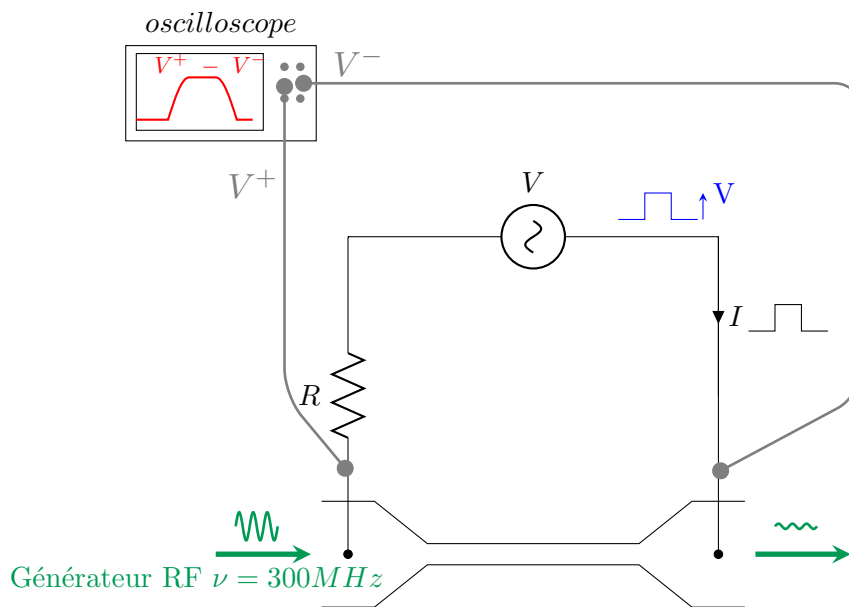 oscilloscope
V⁺ − V⁻
V⁻
V⁺
V
V
I
R
Générateur RF ν = 300MHz